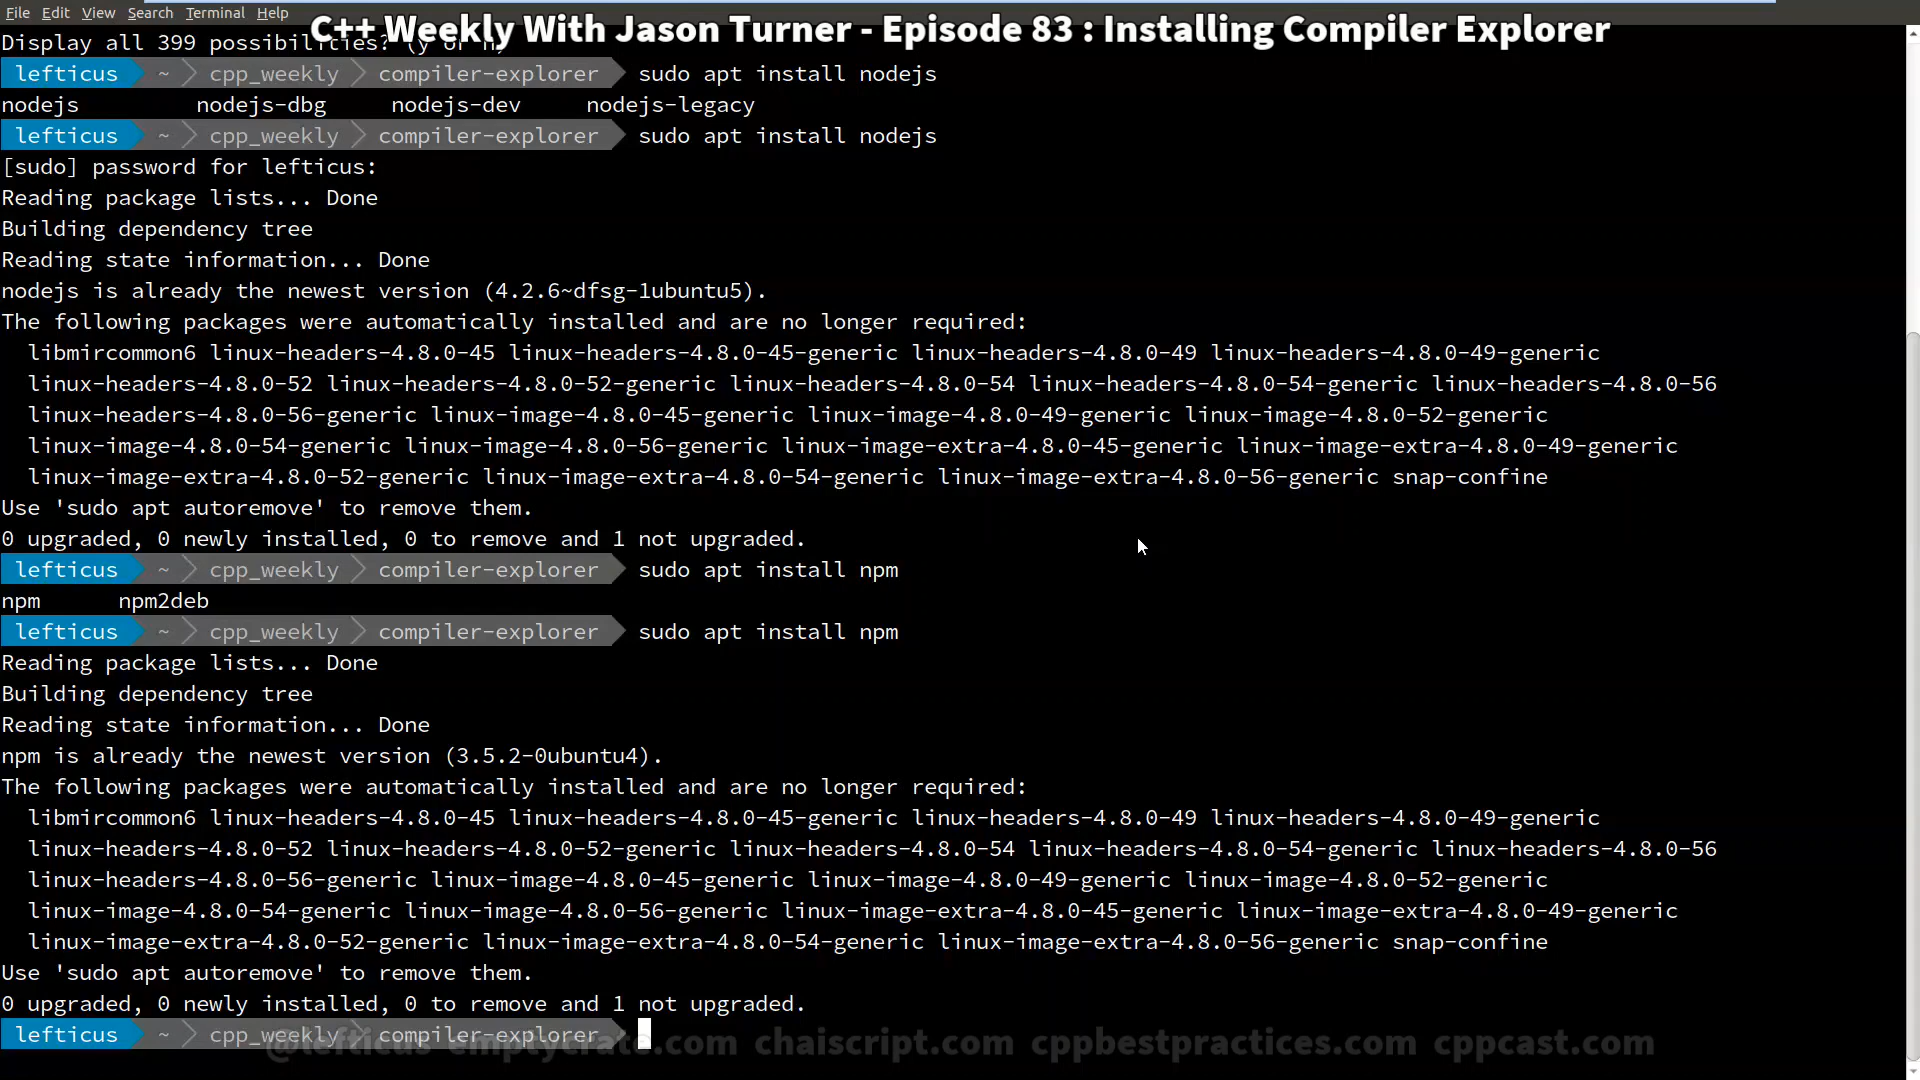 File Edit View Search Terminal Help
C++ Weekly With Jason Turner - Episode 83 : Installing Compiler Explorer
Display all 399 possibilities? (y or n)
lefticus ~ cpp_weekly compiler-explorer sudo apt install nodejs
nodejs nodejs-dbg nodejs-dev nodejs-legacy
lefticus ~ cpp_weekly compiler-explorer sudo apt install nodejs
[sudo] password for lefticus:
Reading package lists... Done
Building dependency tree
Reading state information... Done
nodejs is already the newest version (4.2.6~dfsg-1ubuntu5).
The following packages were automatically installed and are no longer required:
libmircommon6 linux-headers-4.8.0-45 linux-headers-4.8.0-45-generic linux-headers-4.8.0-49 linux-headers-4.8.0-49-generic
linux-headers-4.8.0-52 linux-headers-4.8.0-52-generic linux-headers-4.8.0-54 linux-headers-4.8.0-54-generic linux-headers-4.8.0-56
linux-headers-4.8.0-56-generic linux-image-4.8.0-45-generic linux-image-4.8.0-49-generic linux-image-4.8.0-52-generic
linux-image-4.8.0-54-generic linux-image-4.8.0-56-generic linux-image-extra-4.8.0-45-generic linux-image-extra-4.8.0-49-generic
linux-image-extra-4.8.0-52-generic linux-image-extra-4.8.0-54-generic linux-image-extra-4.8.0-56-generic snap-confine
Use 'sudo apt autoremove' to remove them.
0 upgraded, 0 newly installed, 0 to remove and 1 not upgraded.
lefticus ~ cpp_weekly compiler-explorer sudo apt install npm
npm npm2deb
lefticus ~ cpp_weekly compiler-explorer sudo apt install npm
Reading package lists... Done
Building dependency tree
Reading state information... Done
npm is already the newest version (3.5.2-0ubuntu4).
The following packages were automatically installed and are no longer required:
libmircommon6 linux-headers-4.8.0-45 linux-headers-4.8.0-45-generic linux-headers-4.8.0-49 linux-headers-4.8.0-49-generic
linux-headers-4.8.0-52 linux-headers-4.8.0-52-generic linux-headers-4.8.0-54 linux-headers-4.8.0-54-generic linux-headers-4.8.0-56
linux-headers-4.8.0-56-generic linux-image-4.8.0-45-generic linux-image-4.8.0-49-generic linux-image-4.8.0-52-generic
linux-image-4.8.0-54-generic linux-image-4.8.0-56-generic linux-image-extra-4.8.0-45-generic linux-image-extra-4.8.0-49-generic
linux-image-extra-4.8.0-52-generic linux-image-extra-4.8.0-54-generic linux-image-extra-4.8.0-56-generic snap-confine
Use 'sudo apt autoremove' to remove them.
0 upgraded, 0 newly installed, 0 to remove and 1 not upgraded.
lefticus ~ cpp_weekly compiler-explorer
@lefticus emptycrate.com chaiscript.com cppbestpractices.com cppcast.com